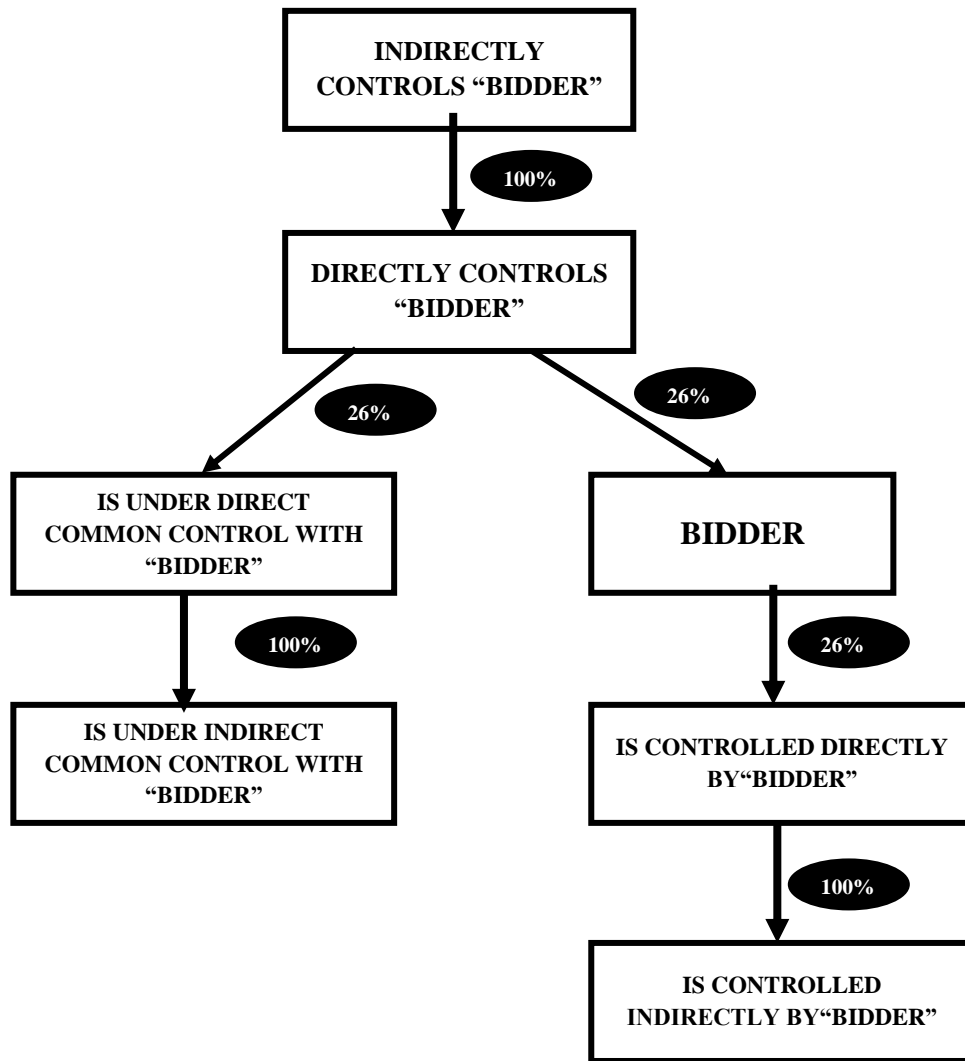 INDIRECTLY
CONTROLS “BIDDER”
100%
DIRECTLY CONTROLS
“BIDDER”
26%
26%
IS UNDER DIRECT
COMMON CONTROL WITH
“BIDDER”
BIDDER
100%
26%
IS UNDER INDIRECT
COMMON CONTROL WITH
“BIDDER”
IS CONTROLLED DIRECTLY
BY“BIDDER”
100%
IS CONTROLLED
INDIRECTLY BY“BIDDER”